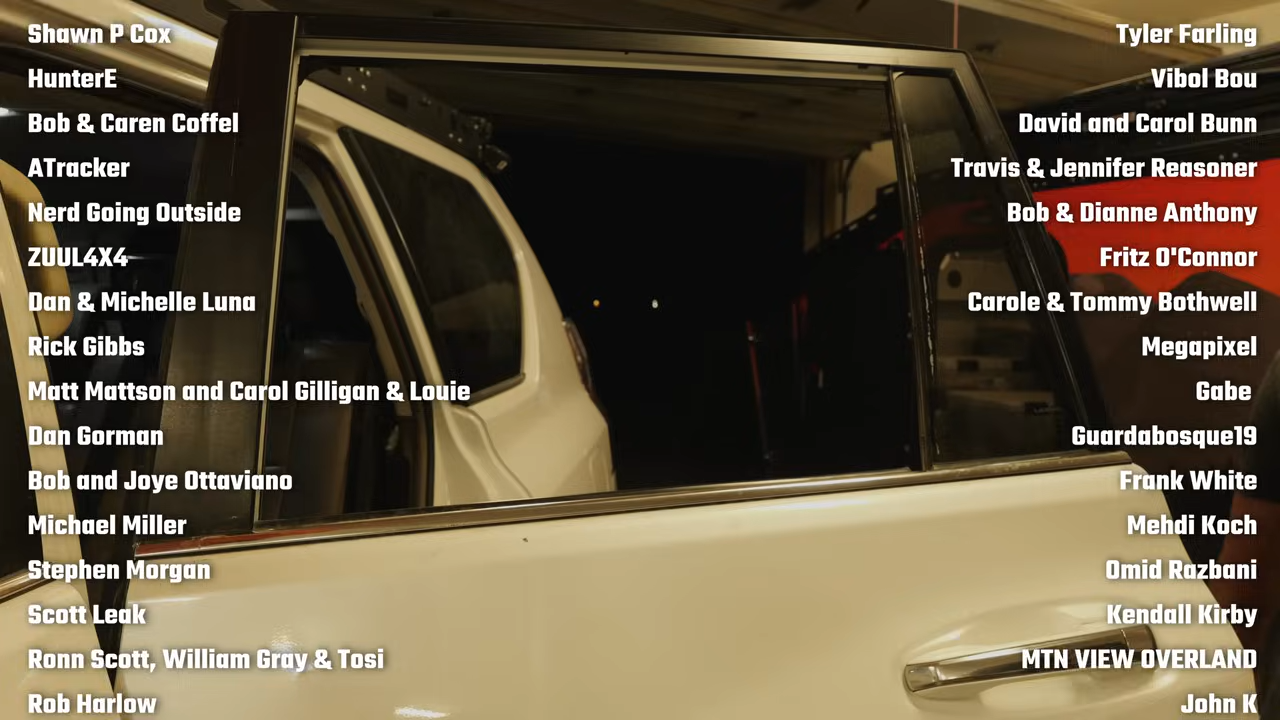 Shawn P Cox
HunterE
Bob & Caren Coffel
ATracker
Nerd Going Outside
ZUUL4X4
Dan & Michelle Luna
Rick Gibbs
Matt Mattson and Carol Gilligan & Louie
Dan Gorman
Bob and Joye Ottaviano
Michael Miller
Stephen Morgan
Scott Leak
Ronn Scott, William Gray & Tosi
Rob Harlow
Tyler Farling
Vibol Bou
David and Carol Bunn
Travis & Jennifer Reasoner
Bob & Dianne Anthony
Fritz O'Connor
Carole & Tommy Bothwell
Megapixel
Gabe
Guardabosque19
Frank White
Mehdi Koch
Omid Razbani
Kendall Kirby
MTN VIEW OVERLAND
John K